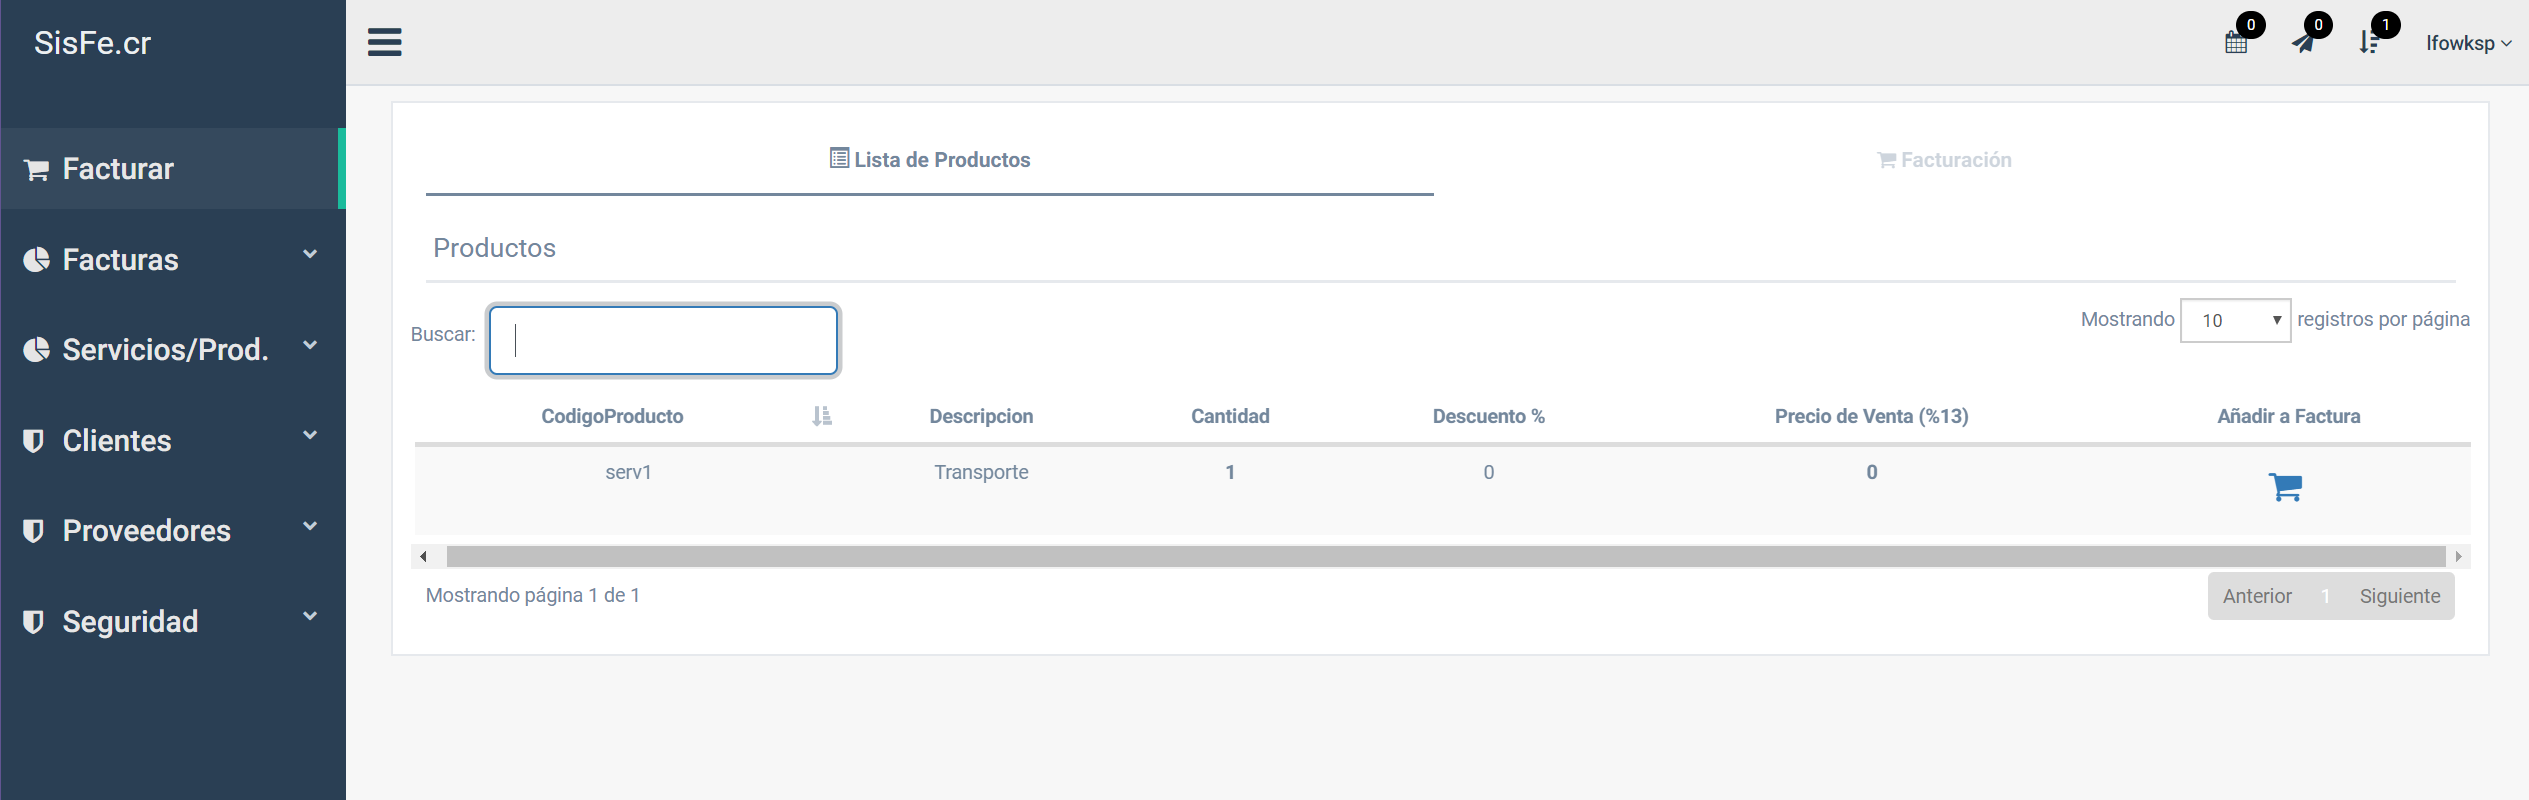 SisFe.cr
0 0 1 lfowksp
Facturar
Facturas
Servicios/Prod.
Clientes
Proveedores
Seguridad
Lista de Productos Facturación
Productos
Buscar: Mostrando 10 registros por página
CodigoProducto Descripcion Cantidad Descuento % Precio de Venta (%13) Añadir a Factura
serv1 Transporte 1 0 0
Mostrando página 1 de 1 Anterior 1 Siguiente